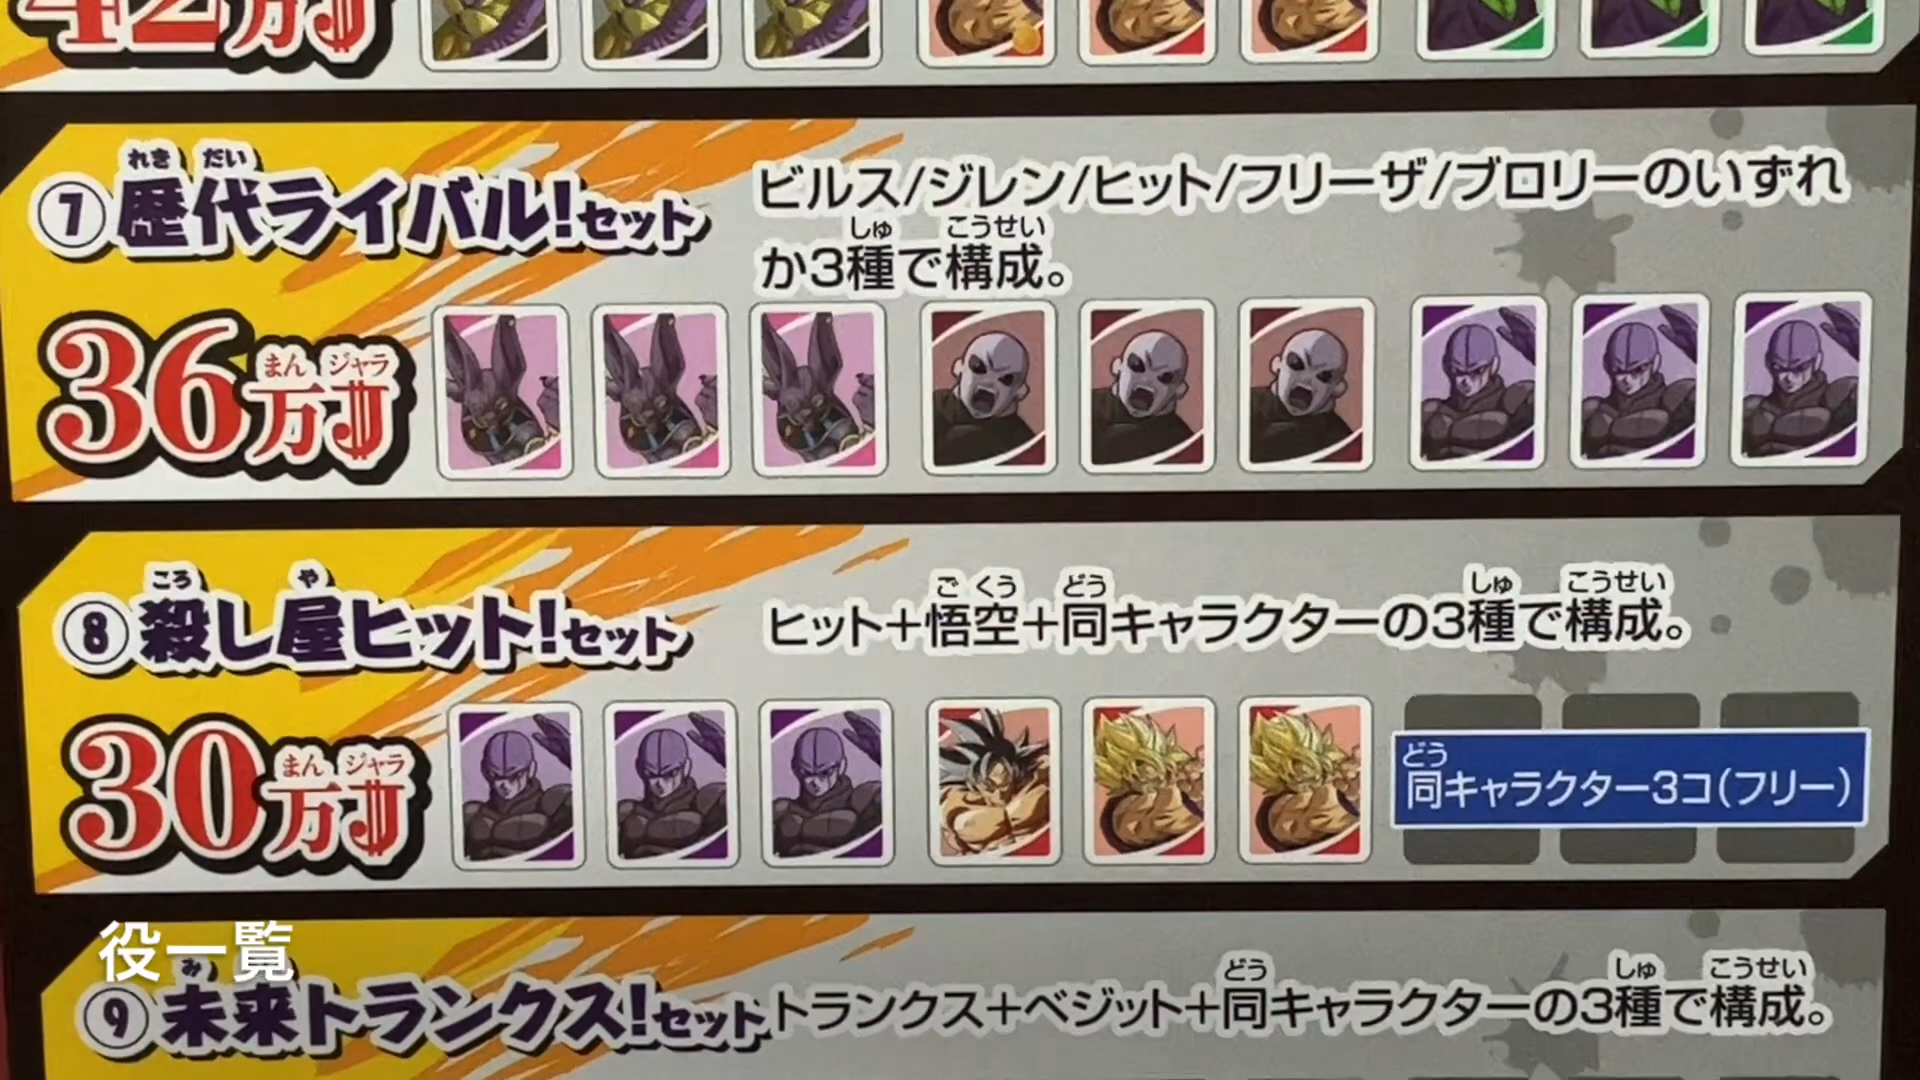 42万
れき だい
⑦歴代ライバル!セット
ビルス/ジレン/ヒット/フリーザ/ブロリーのいずれ
しゅ こうせい
か3種で構成。
まん ジャラ
36万
ころ や
⑧殺し屋ヒット!セット
ご くう どう しゅ こうせい
ヒット+悟空+同キャラクターの3種で構成。
まん ジャラ
30万
どう
同キャラクター3コ(フリー)
役一覧
み どう しゅ こうせい
⑨未来トランクス!セット
トランクス+ベジット+同キャラクターの3種で構成。